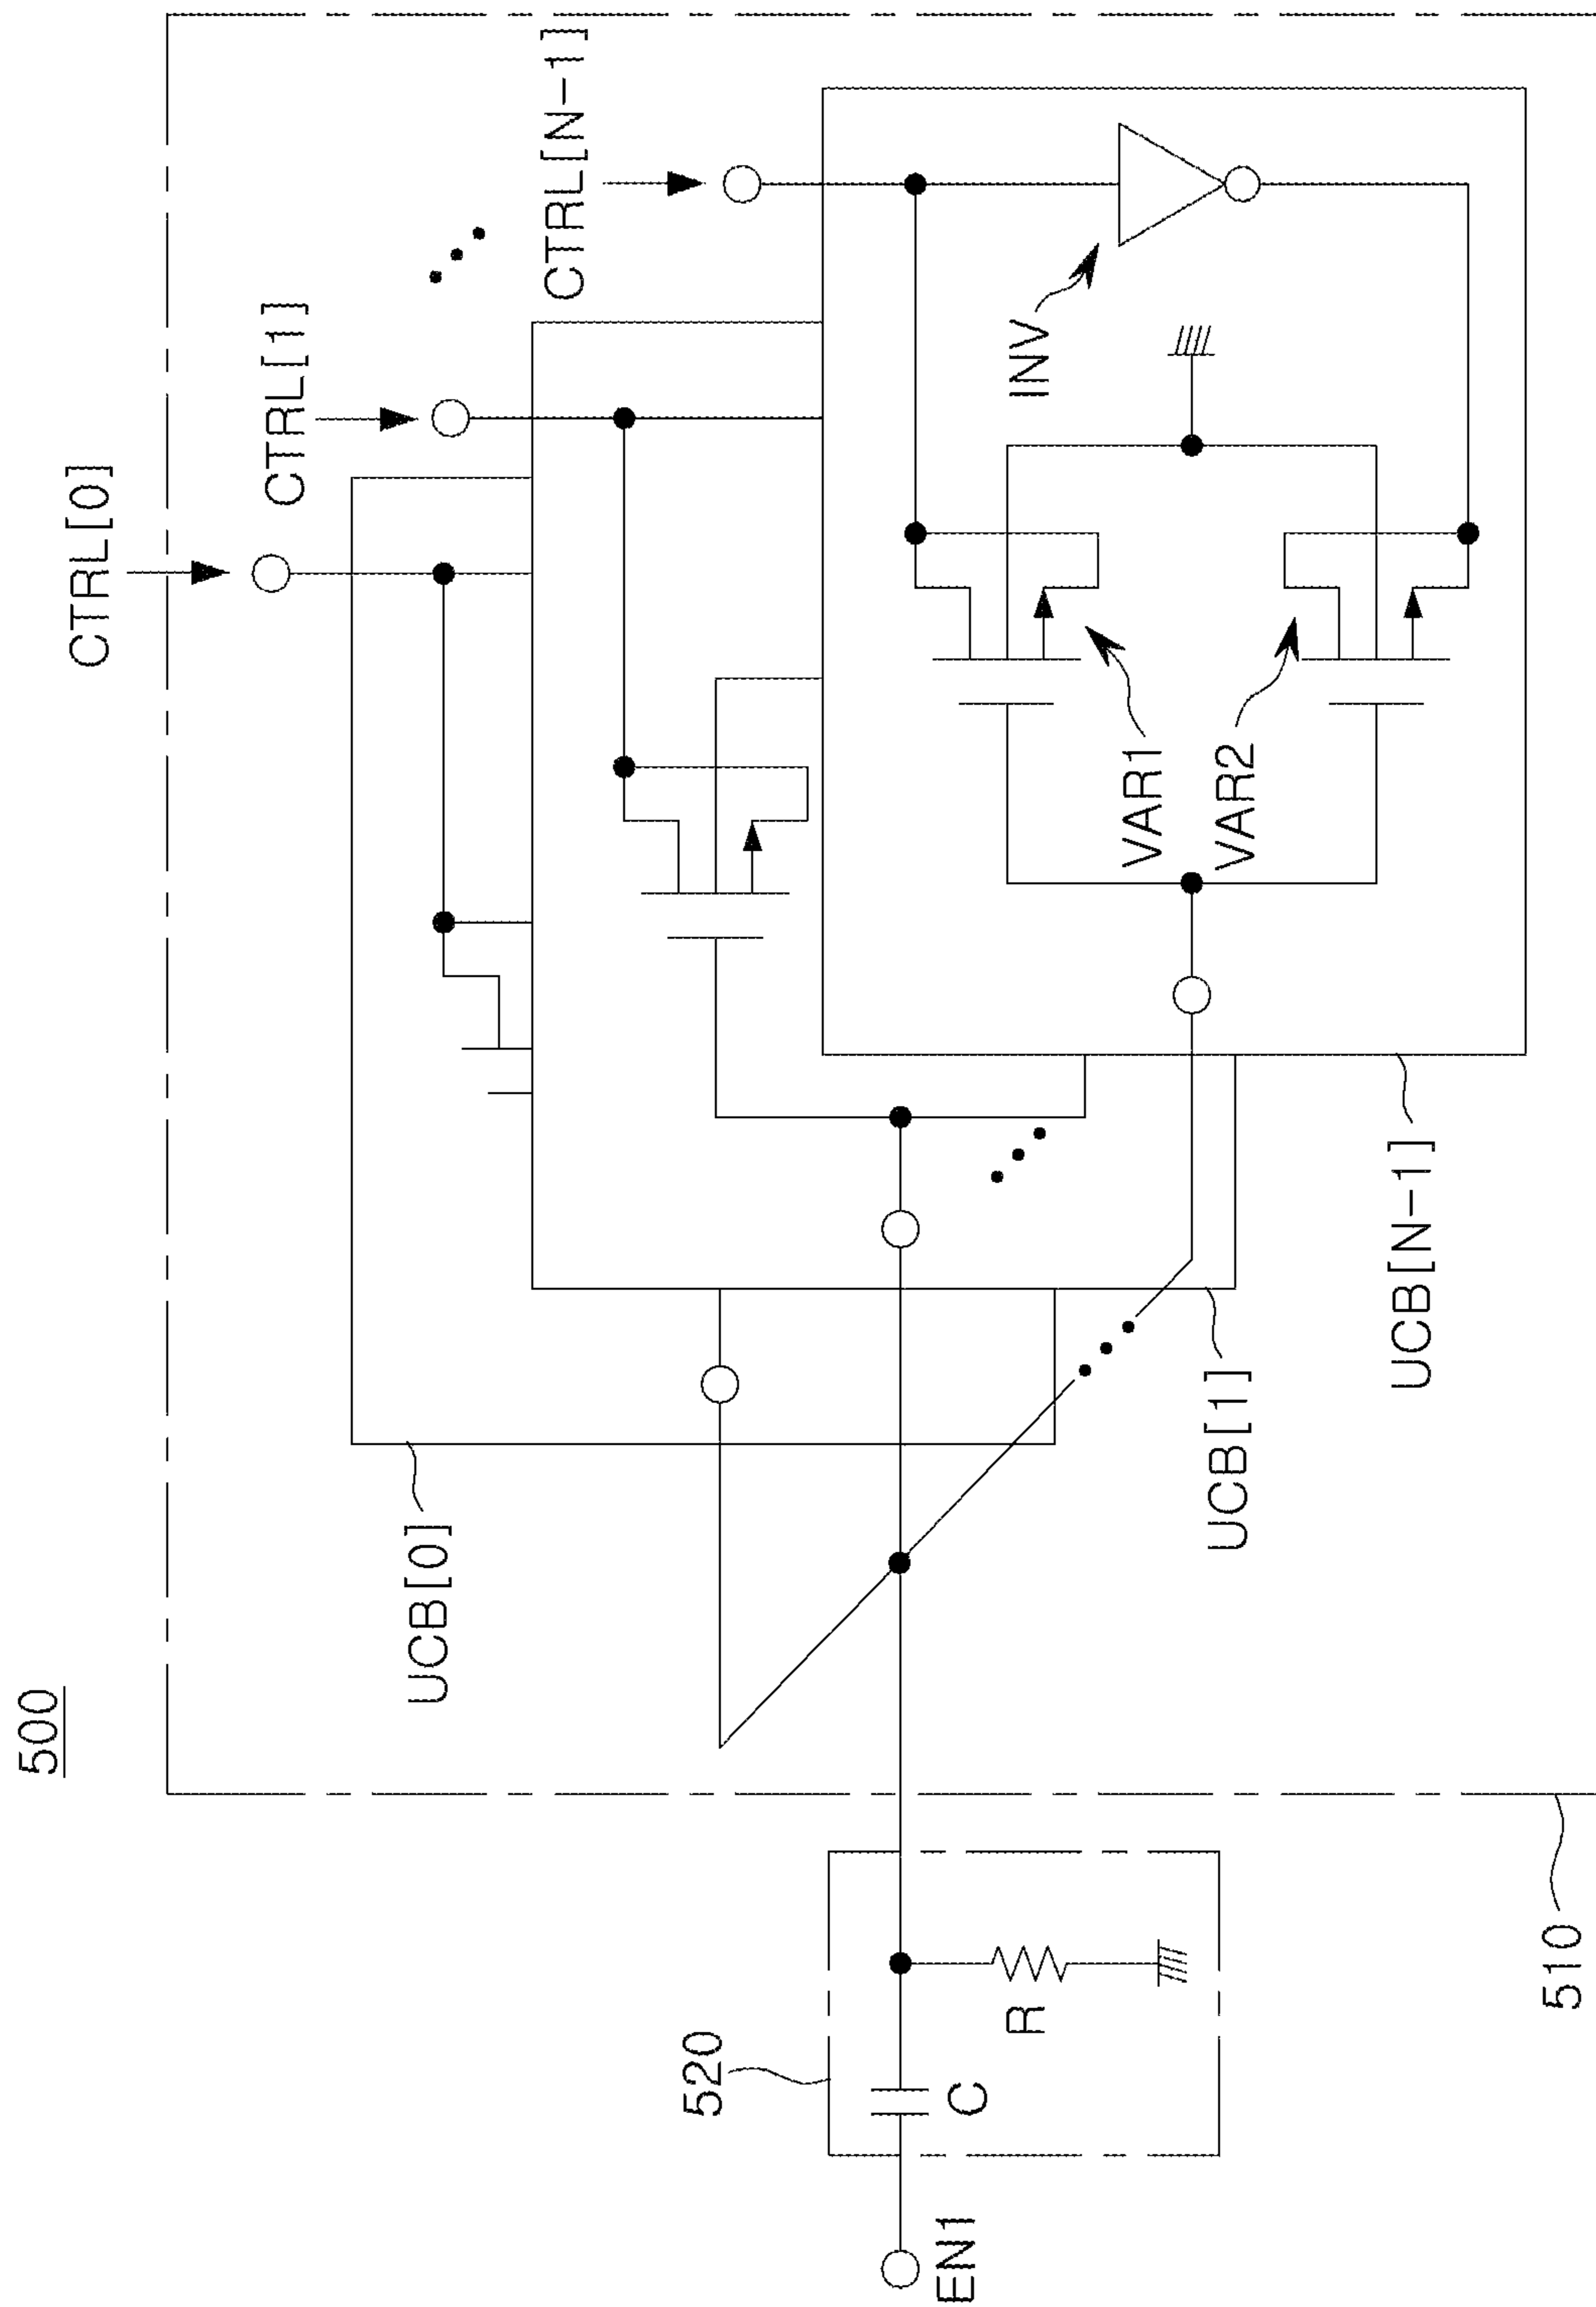 500
CTRL[0]
CTRL[1]
CTRL[N-1]
UCB[0]
INV
VAR1
VAR2
520
C
R
EN1
UCB[1]
UCB[N-1]
510